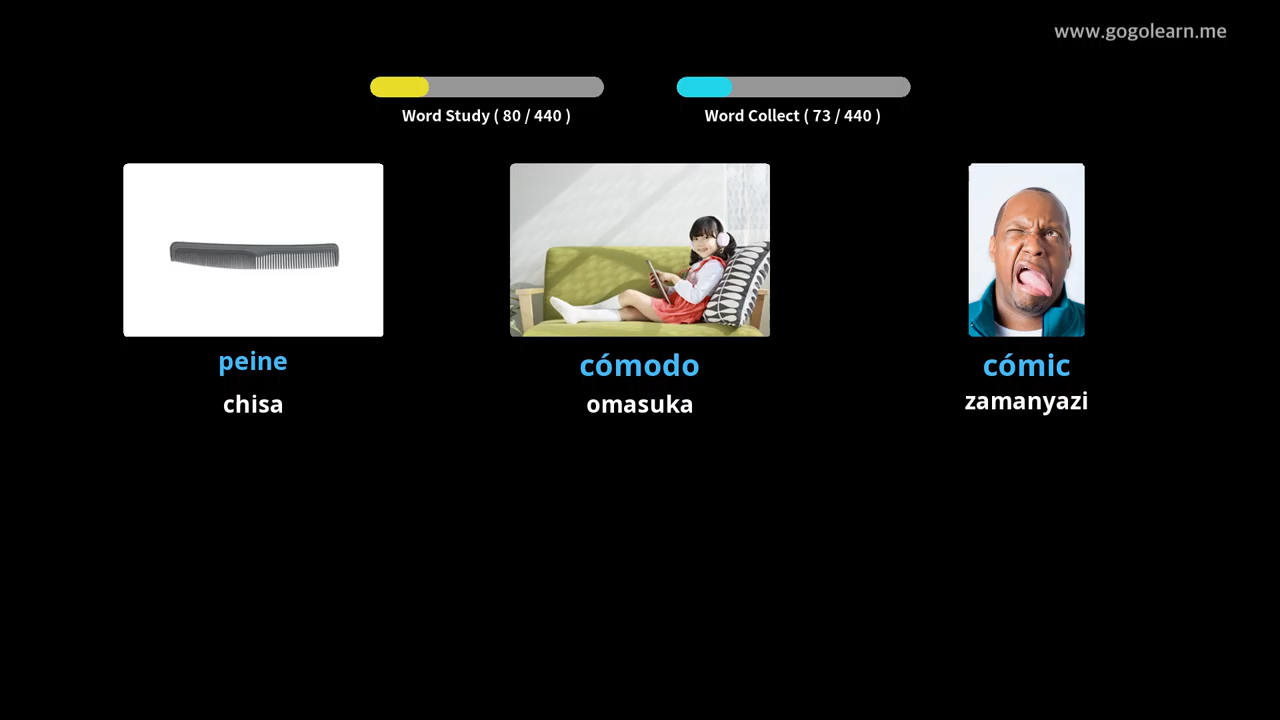 www.gogolearn.me
Word Study ( 80 / 440 )
Word Collect ( 73 / 440 )
peine
cómodo
cómic
chisa
omasuka
zamanyazi